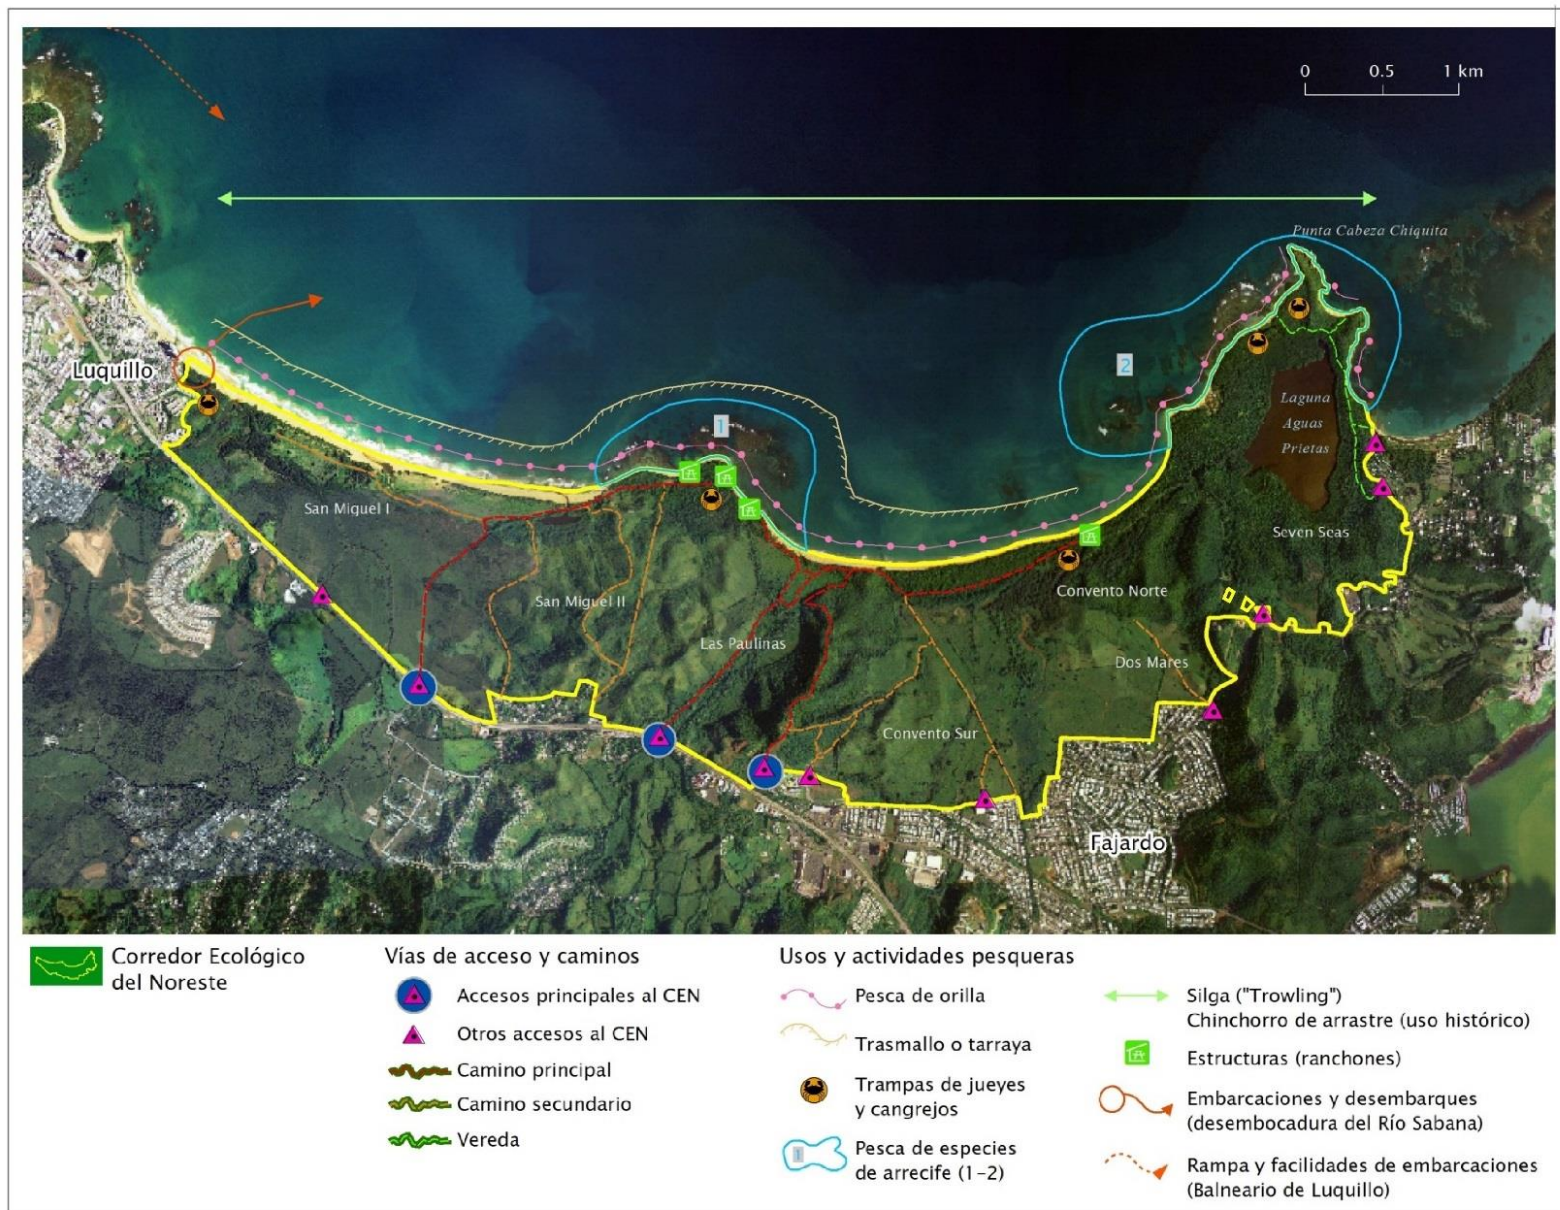 0 0.5 1 km
Punta Cabeza Chiquita
Luquillo
1
2
Laguna
Aguas
Prietas
San Miguel I
Seven Seas
San Miguel II
Convento Norte
Las Paulinas
Dos Mares
Convento Sur
Fajardo
Corredor Ecológico
del Noreste
Vías de acceso y caminos
Accesos principales al CEN
Otros accesos al CEN
Camino principal
Camino secundario
Vereda
Usos y actividades pesqueras
Pesca de orilla
Trasmallo o tarraya
Trampas de jueyes
y cangrejos
1
Pesca de especies
de arrecife (1-2)
Silga ("Trowling")
Chinchorro de arrastre (uso histórico)
Estructuras (ranchones)
Embarcaciones y desembarques
(desembocadura del Río Sabana)
Rampa y facilidades de embarcaciones
(Balneario de Luquillo)